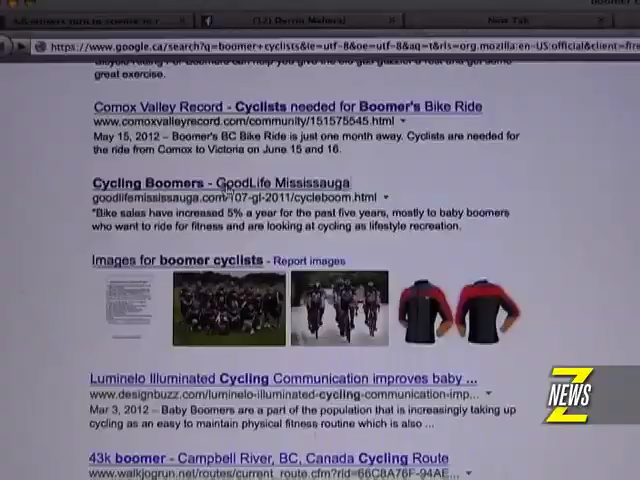 (12) Darrin Maharaj
New Tab
https://www.google.ca/search?q=boomer+cyclists&ie=utf-8&oe=utf-8&aq=t&rls=org.mozilla:en-US:official&client=fire
great exercise.
Comox Valley Record - Cyclists needed for Boomer's Bike Ride
www.comoxvalleyrecord.com/community/151575545.html
May 15, 2012 – Boomer's BC Bike Ride is just one month away. Cyclists are needed for
the ride from Comox to Victoria on June 15 and 16.
Cycling Boomers - GoodLife Mississauga
goodlifemississauga.com/07-gl-2011/cycleboom.html
"Bike sales have increased 5% a year for the past five years, mostly to baby boomers
who want to ride for fitness and are looking at cycling as lifestyle recreation.
Images for boomer cyclists - Report images
Luminelo Illuminated Cycling Communication improves baby ...
www.designbuzz.com/luminelo-illuminated-cycling-communication-imp...
Mar 3, 2012 – Baby Boomers are a part of the population that is increasingly taking up
cycling as an easy to maintain physical fitness routine which is also ...
Z NEWS
43k boomer - Campbell River, BC, Canada Cycling Route
www.walkjogrun.net/routes/current_route.cfm?rid=66C8A76F-94AE...